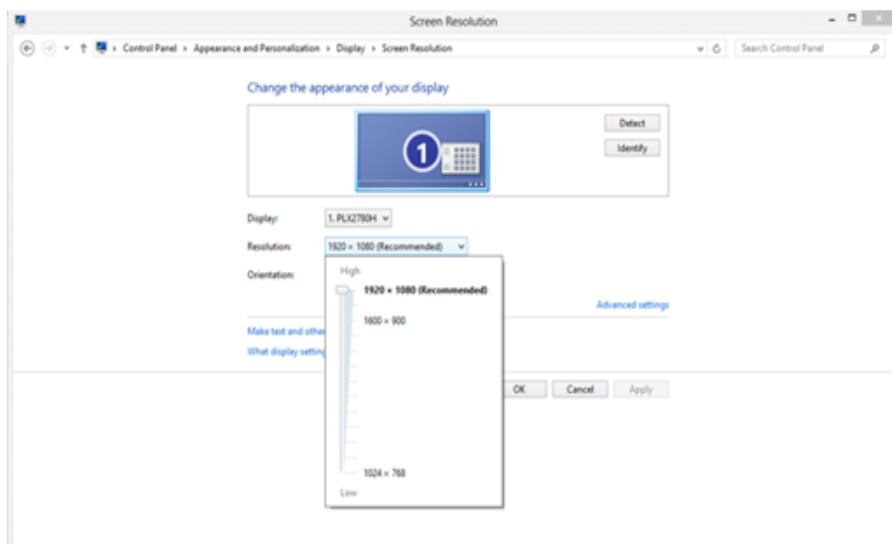 Screen Resolution
Control Panel › Appearance and Personalization › Display › Screen Resolution
Search Control Panel
Change the appearance of your display
1
Detect
Identify
Display: 1. PLX2780H
Resolution: 1920 × 1080 (Recommended)
Orientation:
High
1920 × 1080 (Recommended)
1600 × 900
1024 × 768
Low
Advanced settings
Make text and other
What display setting
OK Cancel Apply